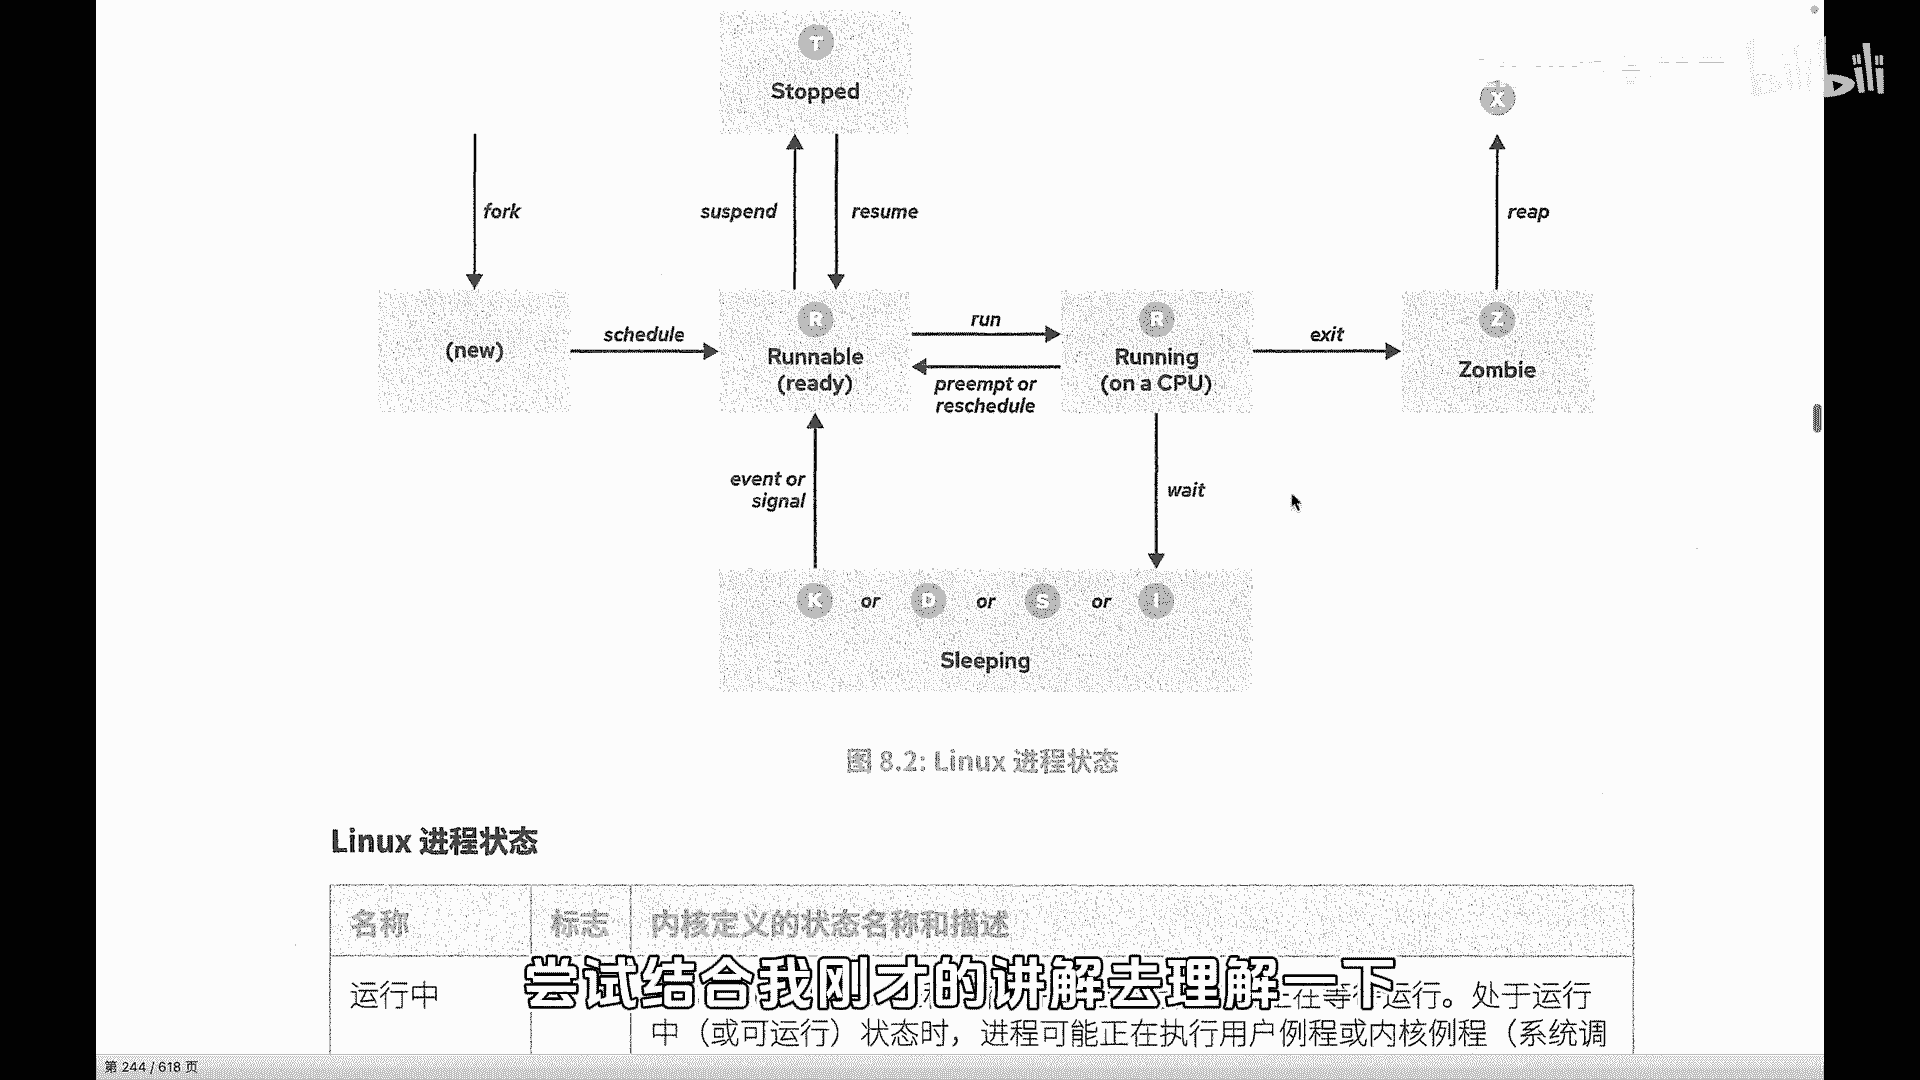 T
Stopped
bili
X
fork
suspend
resume
reap
(new)
schedule
R
Runnable
(ready)
run
preempt or
reschedule
R
Running
(on a CPU)
exit
Z
Zombie
event or
signal
wait
K or D or S or I
Sleeping
图 8.2: Linux 进程状态
Linux 进程状态
名称 标志 内核定义的状态名称和描述
运行中
在等待运行。处于运行
中（或可运行）状态时，进程可能正在执行用户例程或内核例程（系统调
尝试结合我刚才的讲解去理解一下
第 244 / 618 页